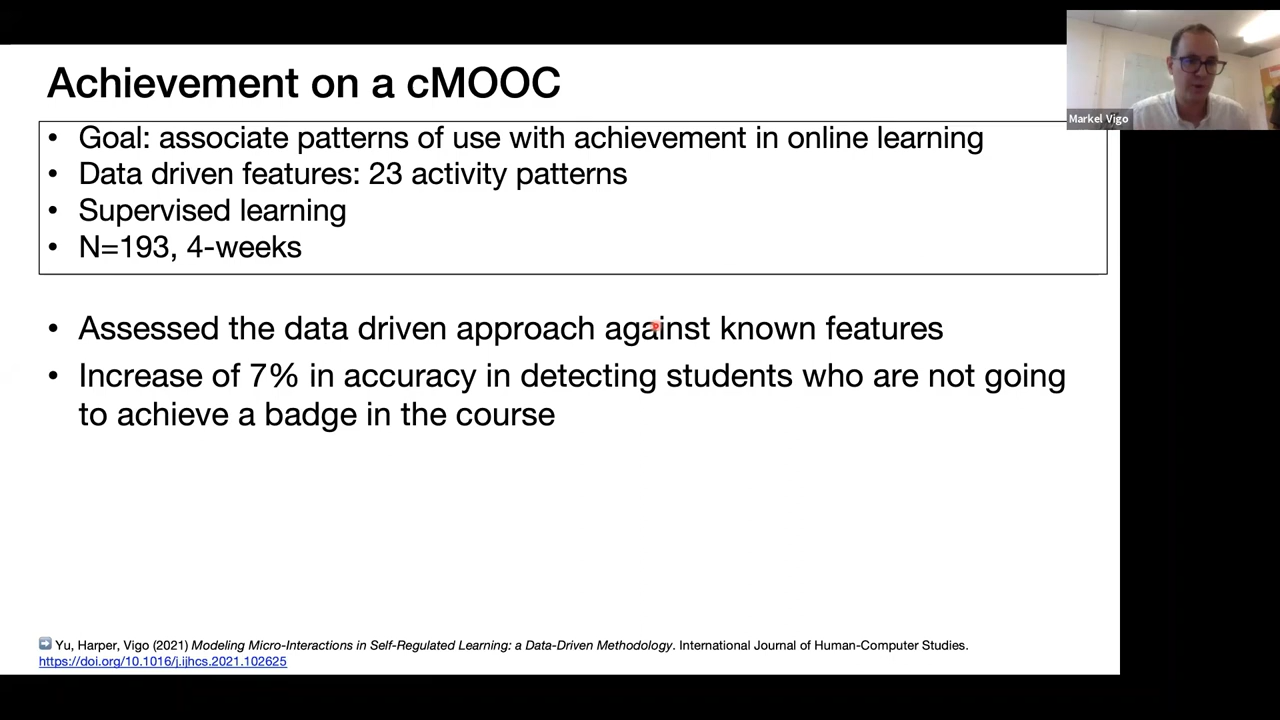 Achievement on a cMOOC
• Goal: associate patterns of use with achievement in online learning
• Data driven features: 23 activity patterns
• Supervised learning
• N=193, 4-weeks
• Assessed the data driven approach against known features
• Increase of 7% in accuracy in detecting students who are not going
to achieve a badge in the course
➡ Yu, Harper, Vigo (2021) Modeling Micro-Interactions in Self-Regulated Learning: a Data-Driven Methodology. International Journal of Human-Computer Studies.
https://doi.org/10.1016/j.ijhcs.2021.102625
Markel Vigo